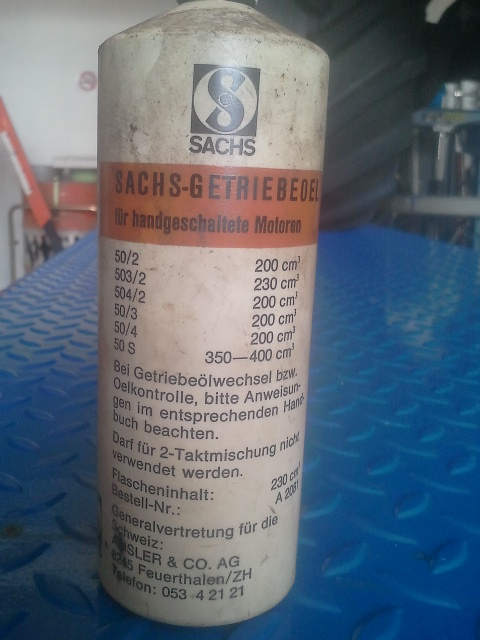 SACHS
SACHS-GETRIEBEOEL
für handgeschaltete Motoren
50/2 200 cm³
503/2 230 cm³
504/2 200 cm³
50/3 200 cm³
50/4 200 cm³
50 S 350—400 cm³
Bei Getriebeölwechsel bzw.
Oelkontrolle, bitte Anweisun-
gen im entsprechenden Hand-
buch beachten.
Darf für 2-Taktmischung nicht
verwendet werden.
Flascheninhalt: 230 cm³
Bestell-Nr.: A 2081
Generalvertretung für die
Schweiz:
& CO. AG
Feuerthalen/ZH
Telefon: 053 4 21 21